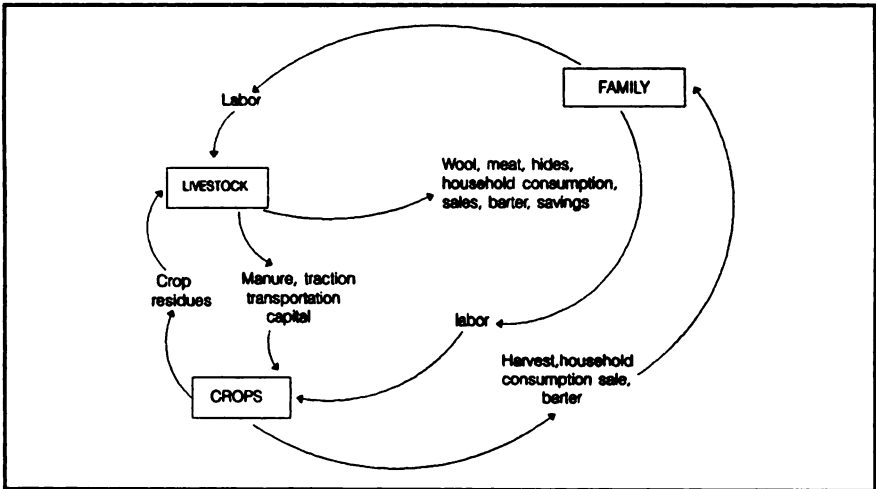 FAMILY
Labor
LIVESTOCK
Wool, meat, hides,
household consumption,
sales, barter, savings
Crop
residues
Manure, traction
transportation
capital
labor
Harvest,household
consumption sale,
barter
CROPS